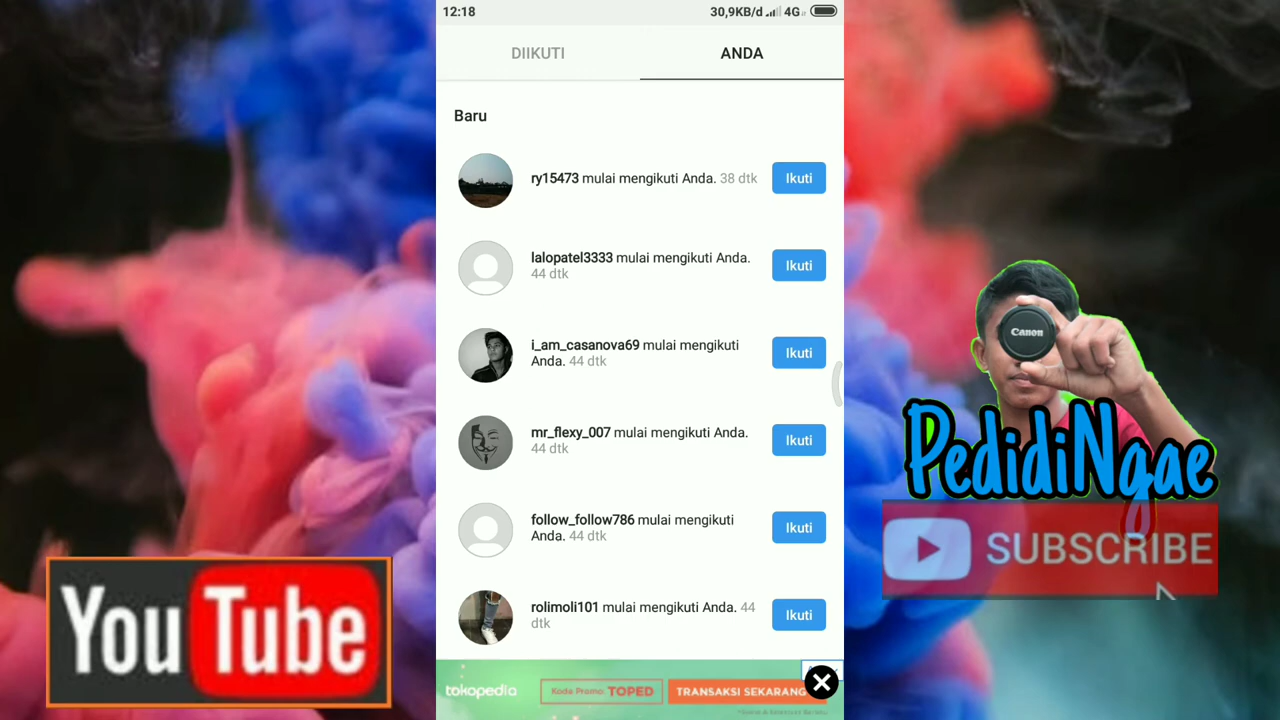 12:18
30,9KB/d
4G
DIIKUTI
ANDA
Baru
ry15473 mulai mengikuti Anda. 38 dtk
Ikuti
lalopatel3333 mulai mengikuti Anda.
44 dtk
Ikuti
i_am_casanova69 mulai mengikuti
Anda. 44 dtk
Ikuti
mr_flexy_007 mulai mengikuti Anda.
44 dtk
Ikuti
follow_follow786 mulai mengikuti
Anda. 44 dtk
Ikuti
rolimoli101 mulai mengikuti Anda. 44
dtk
Ikuti
tokopedia
Kode Promo: TOPED
TRANSAKSI SEKARANG
YouTube
Canon
PedidiNgae
SUBSCRIBE